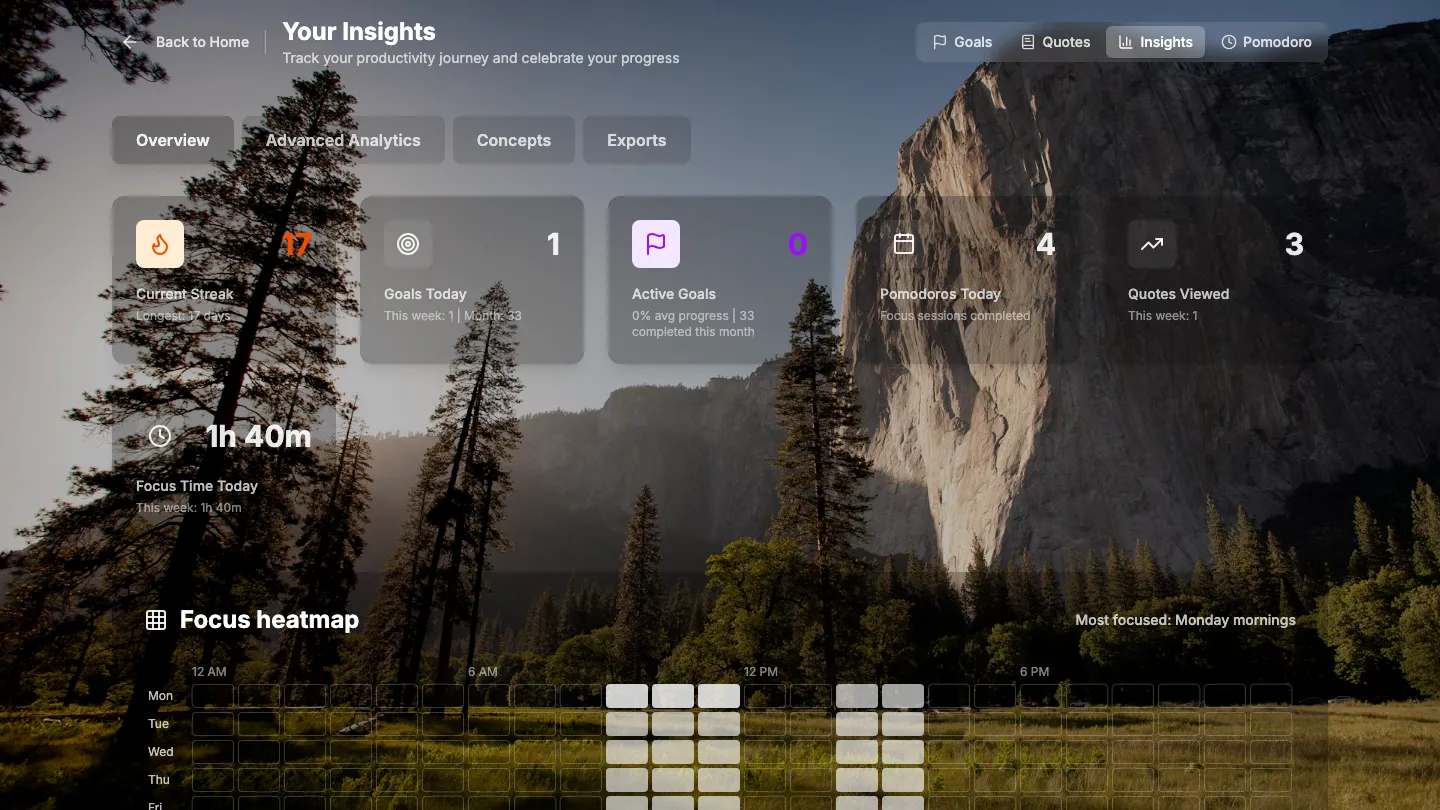 Back to Home
Your Insights
Track your productivity journey and celebrate your progress
Goals
Quotes
Insights
Pomodoro
Overview
Advanced Analytics
Concepts
Exports
17
Current Streak
Longest: 17 days
1
Goals Today
This week: 1 | Month: 33
0
Active Goals
0% avg progress | 33
completed this month
4
Pomodoros Today
Focus sessions completed
3
Quotes Viewed
This week: 1
1h 40m
Focus Time Today
This week: 1h 40m
Focus heatmap
Most focused: Monday mornings
12 AM
6 AM
12 PM
6 PM
Mon
Tue
Wed
Thu
Fri